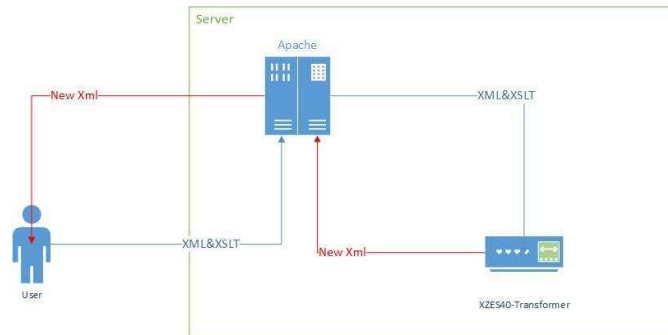 Server
Apache
New Xml
XML&XSLT
XML&XSLT
New Xml
User
XZES40-Transformer